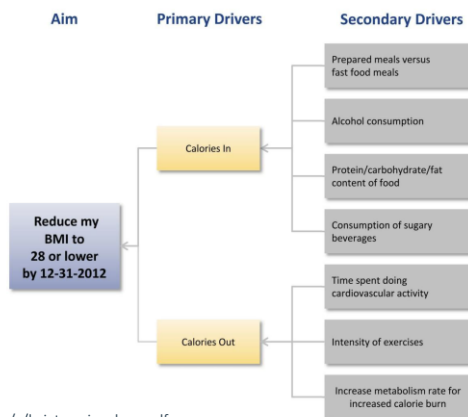 Aim
Primary Drivers
Secondary Drivers
Prepared meals versus
fast food meals
Alcohol consumption
Calories In
Protein/carbohydrate/fat
content of food
Consumption of sugary
beverages
Reduce my
BMI to
28 or lower
by 12-31-2012
Time spent doing
cardiovascular activity
Calories Out
Intensity of exercises
Increase metabolism rate for
increased calorie burn